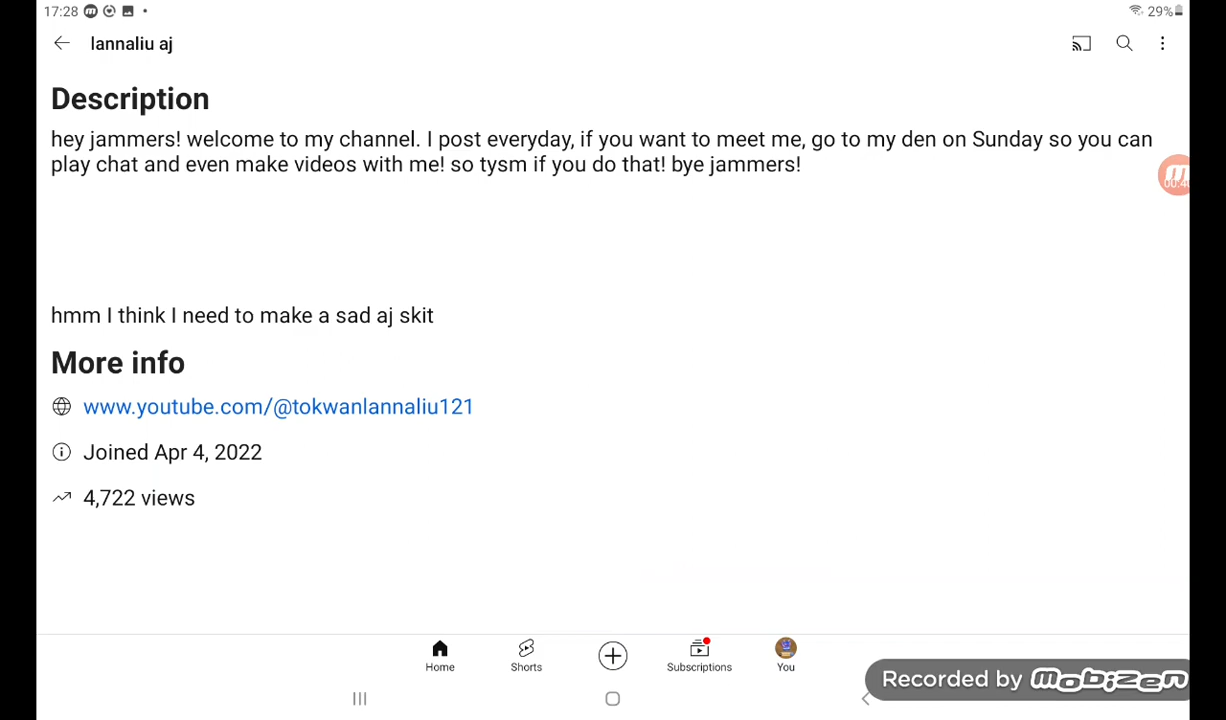 17:28
29%
lannaliu aj
Description
hey jammers! welcome to my channel. I post everyday, if you want to meet me, go to my den on Sunday so you can
play chat and even make videos with me! so tysm if you do that! bye jammers!
hmm I think I need to make a sad aj skit
More info
www.youtube.com/@tokwanlannaliu121
Joined Apr 4, 2022
4,722 views
Home
Shorts
Subscriptions
You
Recorded by mobizen